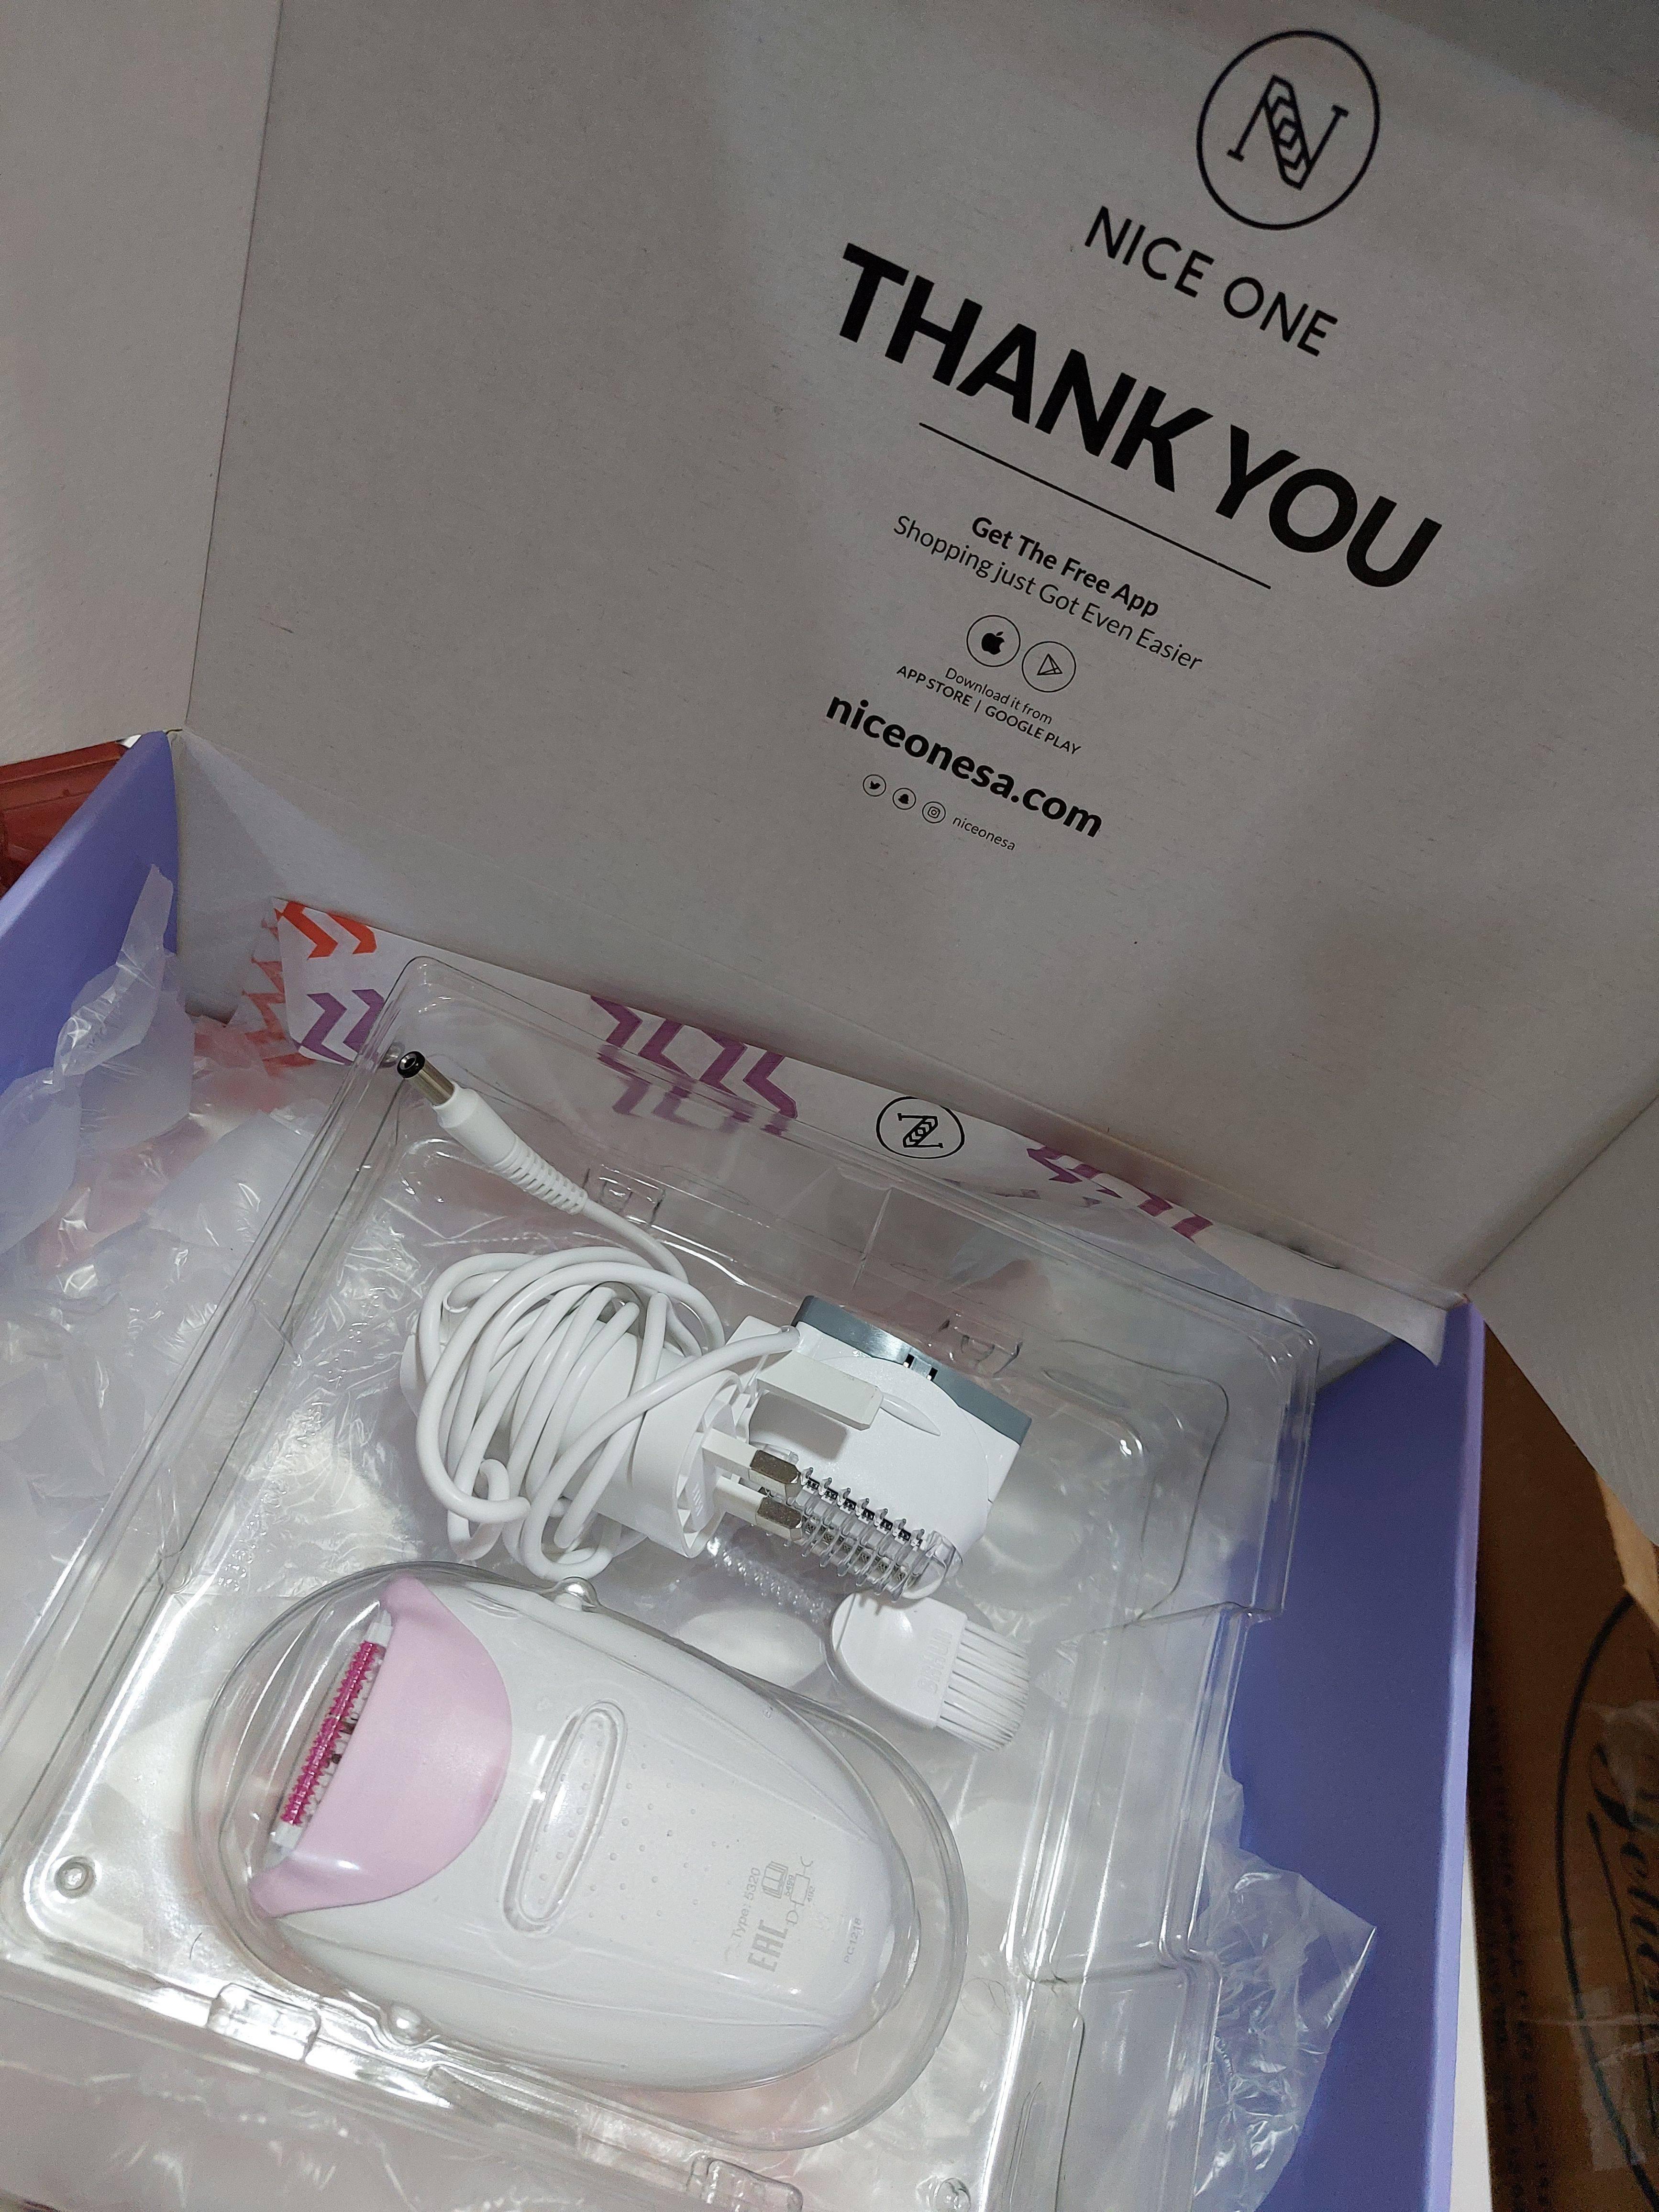 NICE ONE
THANK YOU
Get The Free App
Shopping just Got Even Easier
Download it from
APP STORE | GOOGLE PLAY
niceonesa.com
niceonesa
BRAUN
Type: 5320
EAC